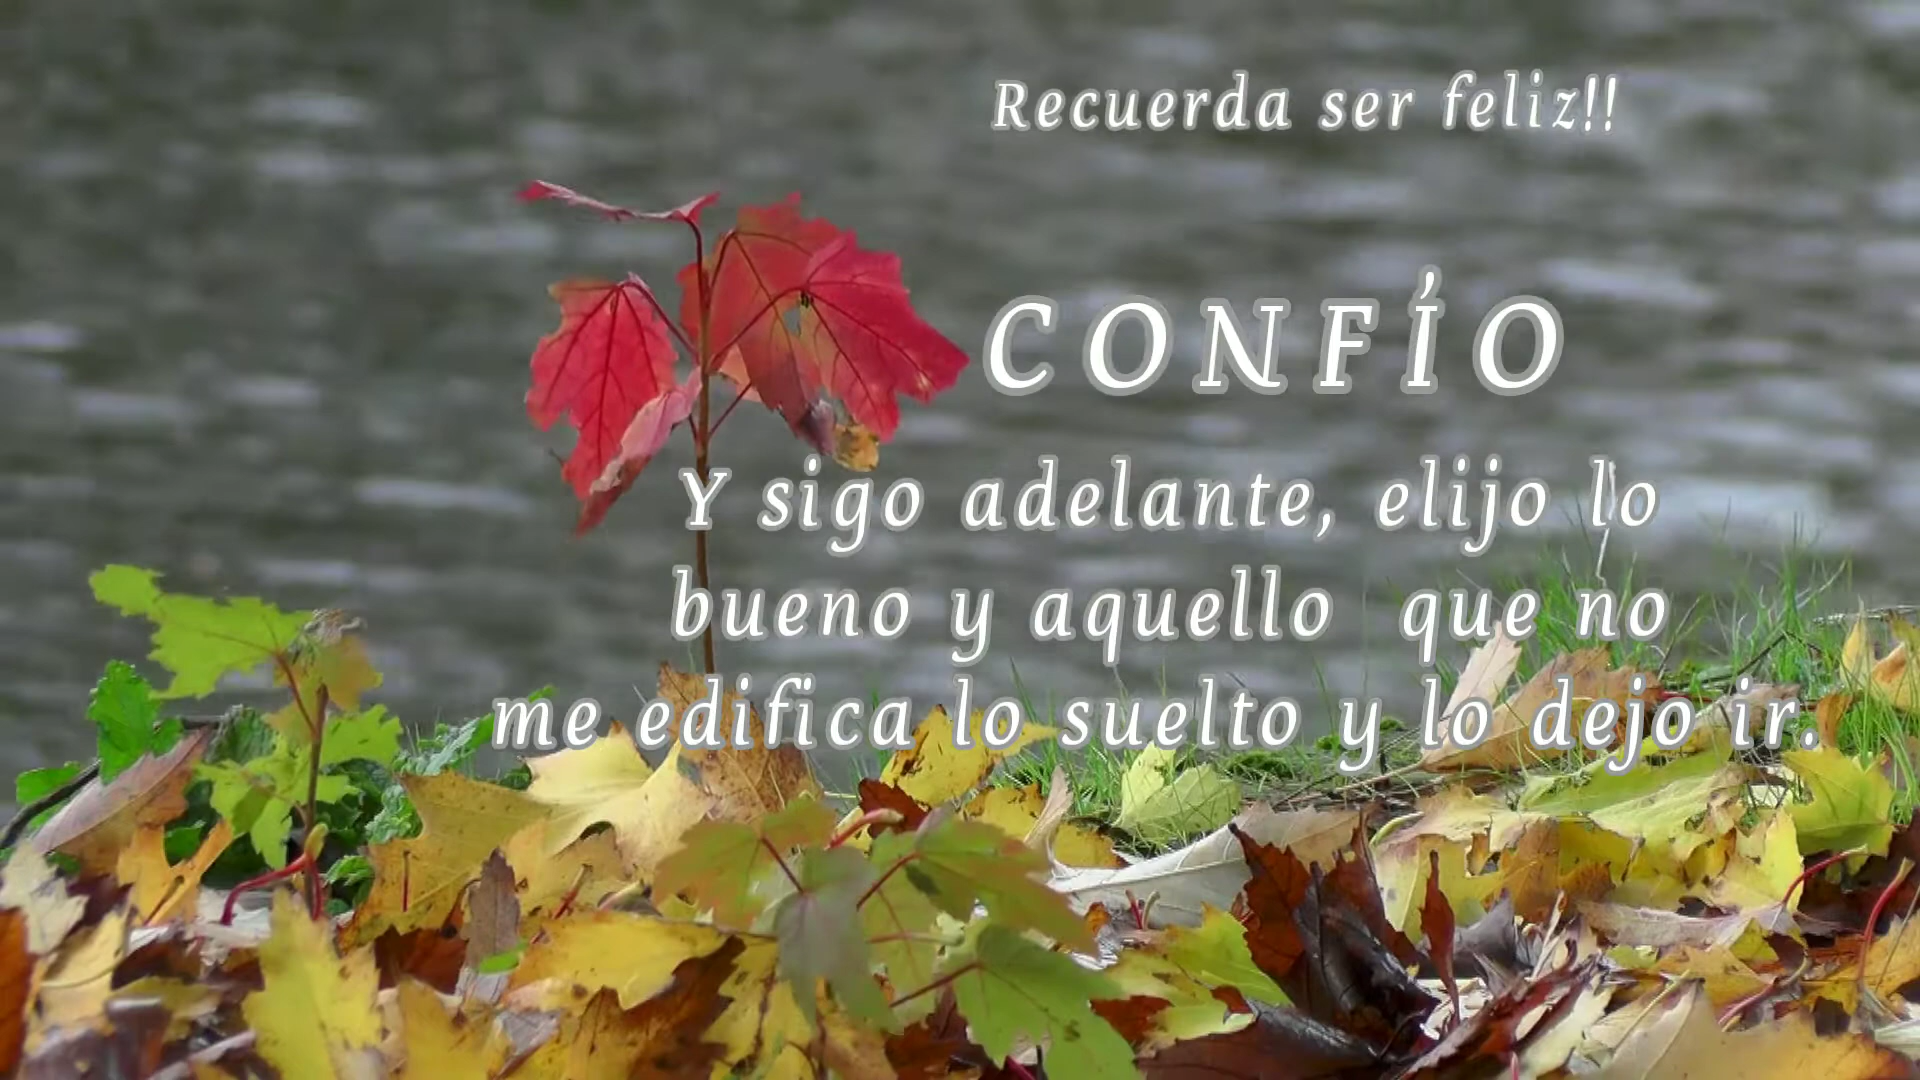 Recuerda ser feliz!!
CONFÍO
Y sigo adelante, elijo lo
bueno y aquello que no
me edifica lo suelto y lo dejo ir.